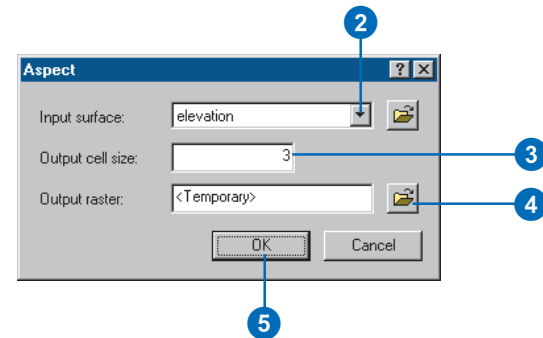 2
Aspect
Input surface: elevation
Output cell size: 3
3
Output raster: <Temporary>
4
OK Cancel
5